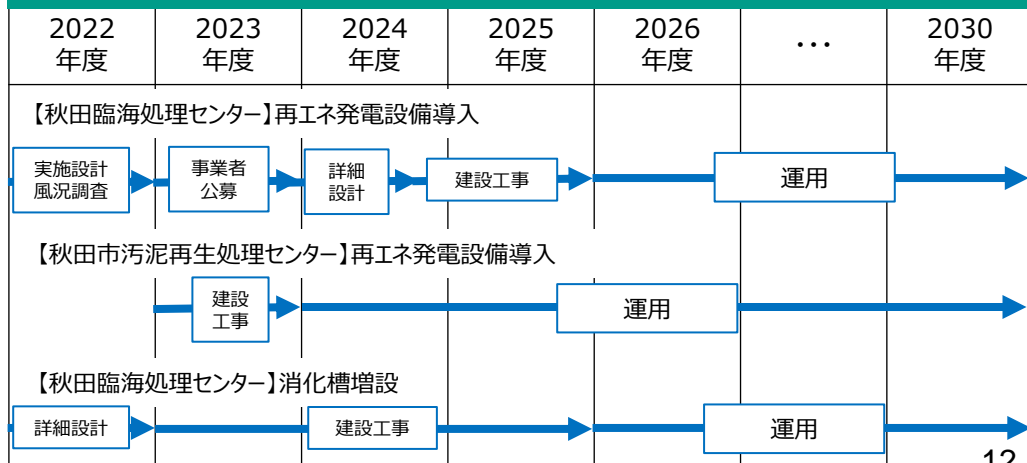 2022 2023 2024 2025 2026 ... 2030
年度 年度 年度 年度 年度 年度
【秋田臨海処理センター】再エネ発電設備導入
実施設計 事業者 詳細 建設工事 運用
風況調査 公募 設計
【秋田市汚泥再生処理センター】再エネ発電設備導入
建設 運用
工事
【秋田臨海処理センター】消化槽増設
詳細設計 建設工事 運用
12